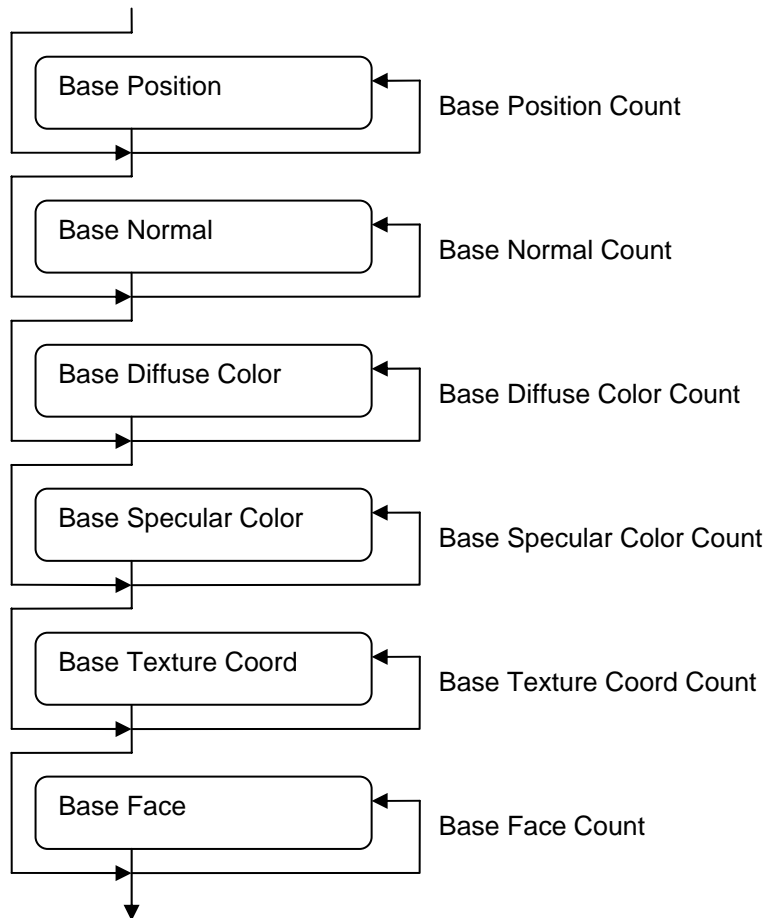 Base Position
Base Position Count
Base Normal
Base Normal Count
Base Diffuse Color
Base Diffuse Color Count
Base Specular Color
Base Specular Color Count
Base Texture Coord
Base Texture Coord Count
Base Face
Base Face Count